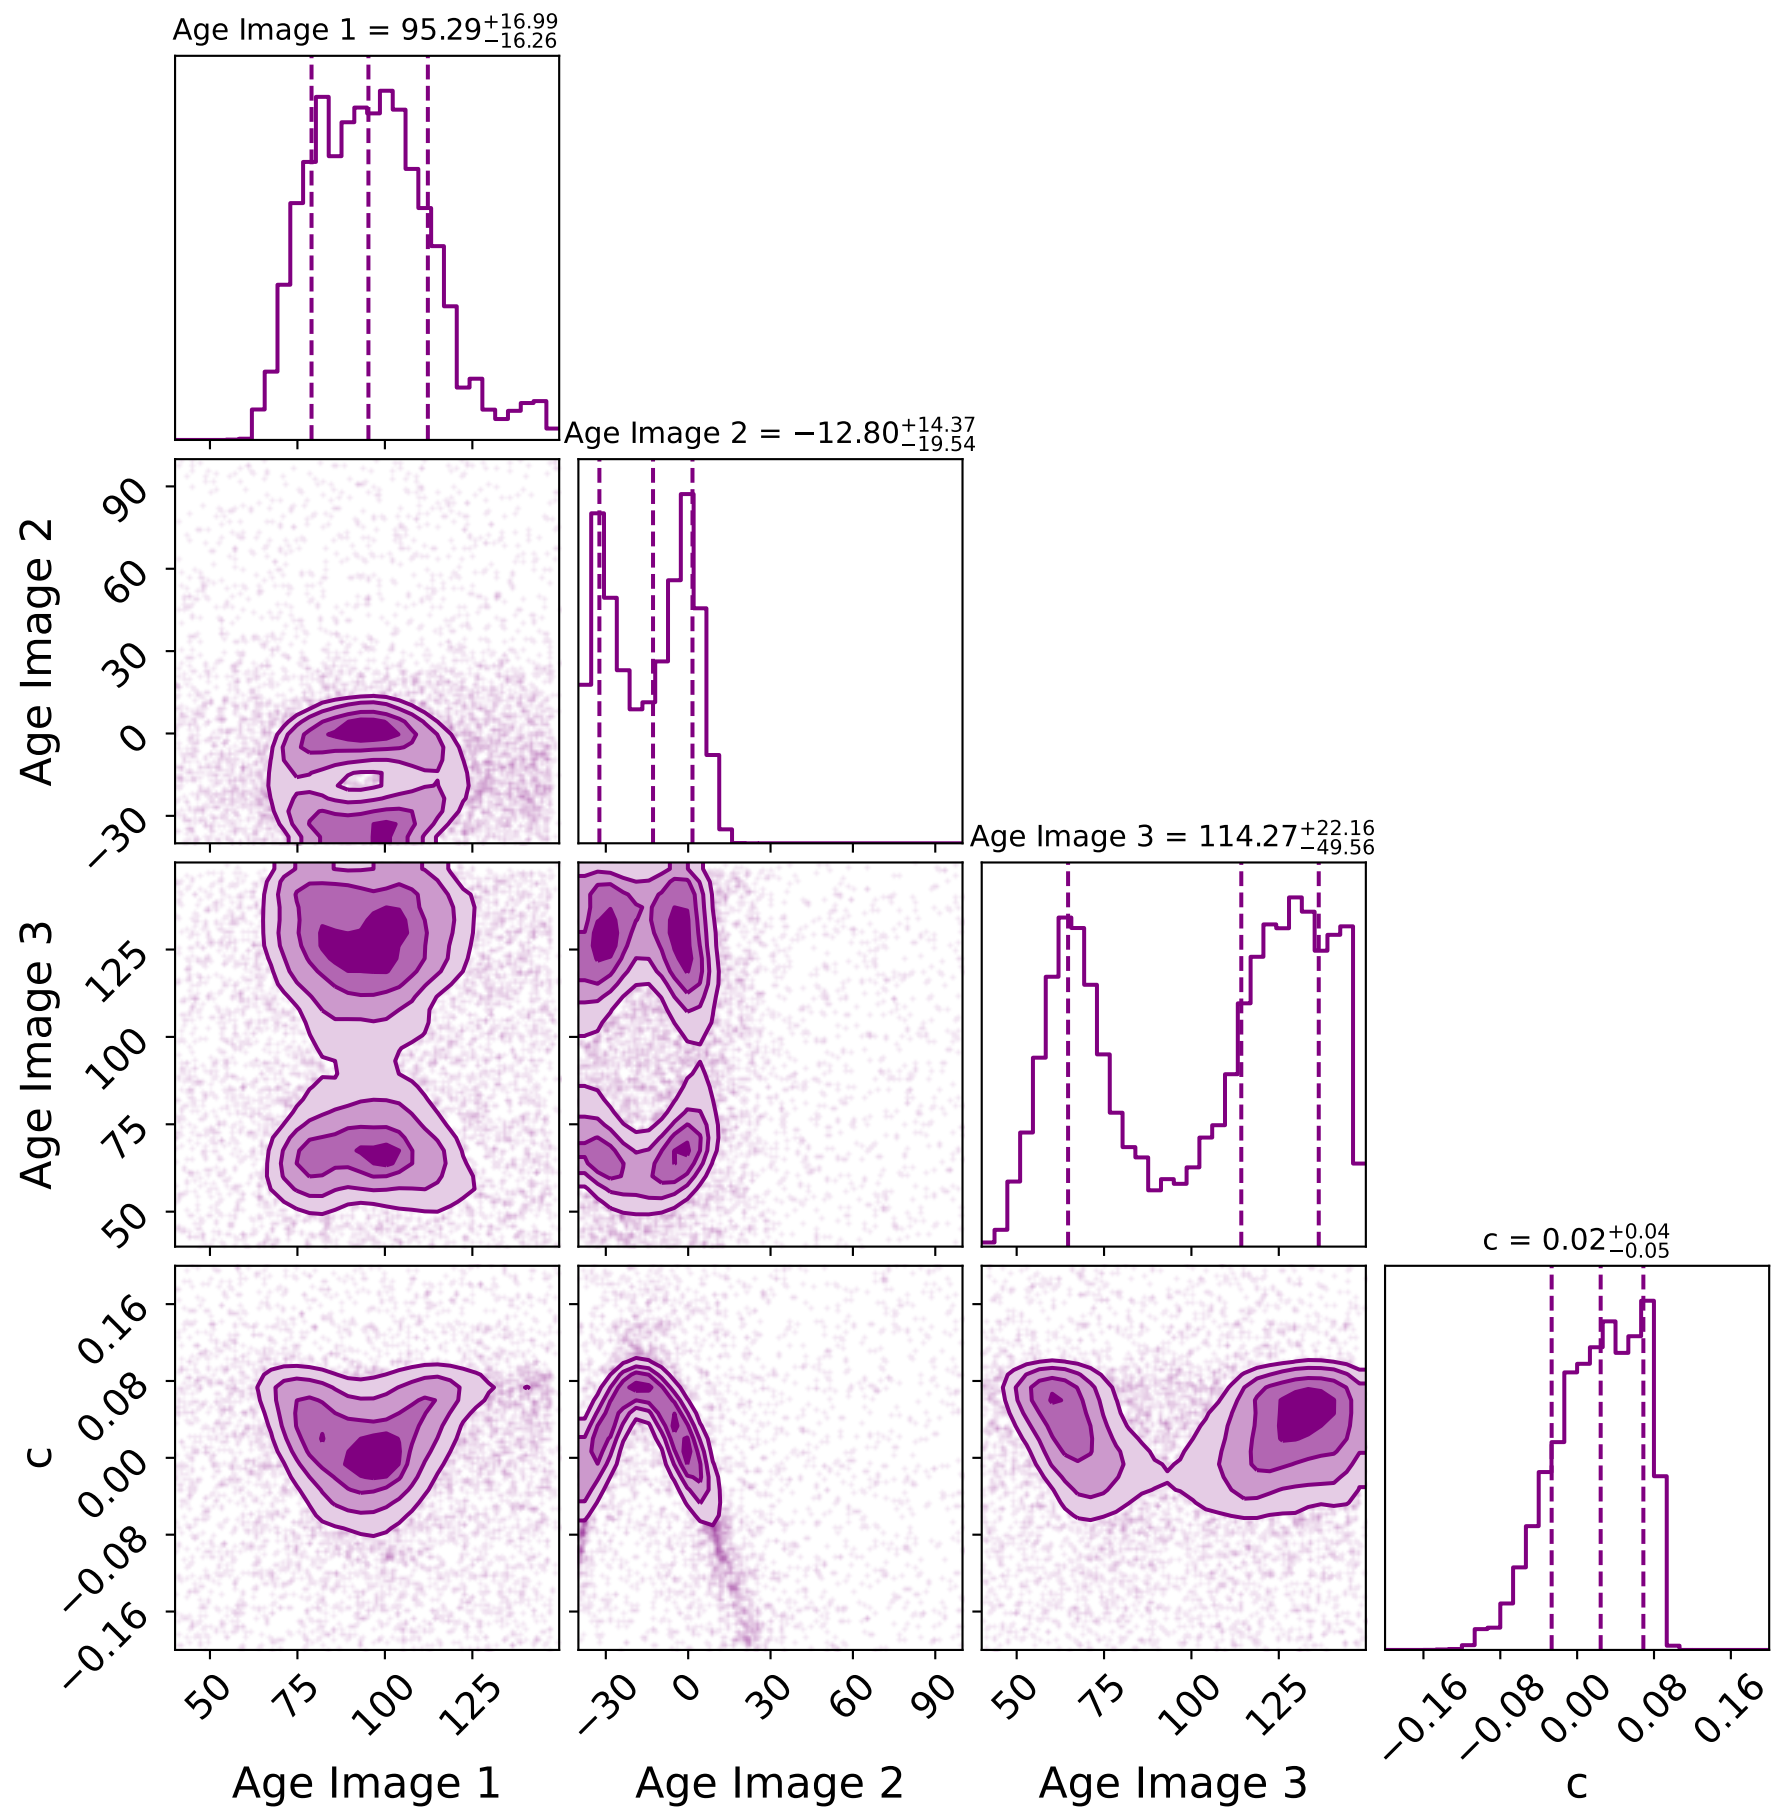 Age Image 1 = 95.29+16.99−16.26
Age Image 2 = −12.80+14.37−19.54
90
60
30
0
−30
Age Image 2
Age Image 3 = 114.27+22.16−49.56
125
100
75
50
Age Image 3
c = 0.02+0.04−0.05
0.16
0.08
0.00
−0.08
−0.16
c
50 75 100 125
−30 0 30 60 90
50 75 100 125
−0.16 −0.08 0.00 0.08 0.16
Age Image 1
Age Image 2
Age Image 3
c